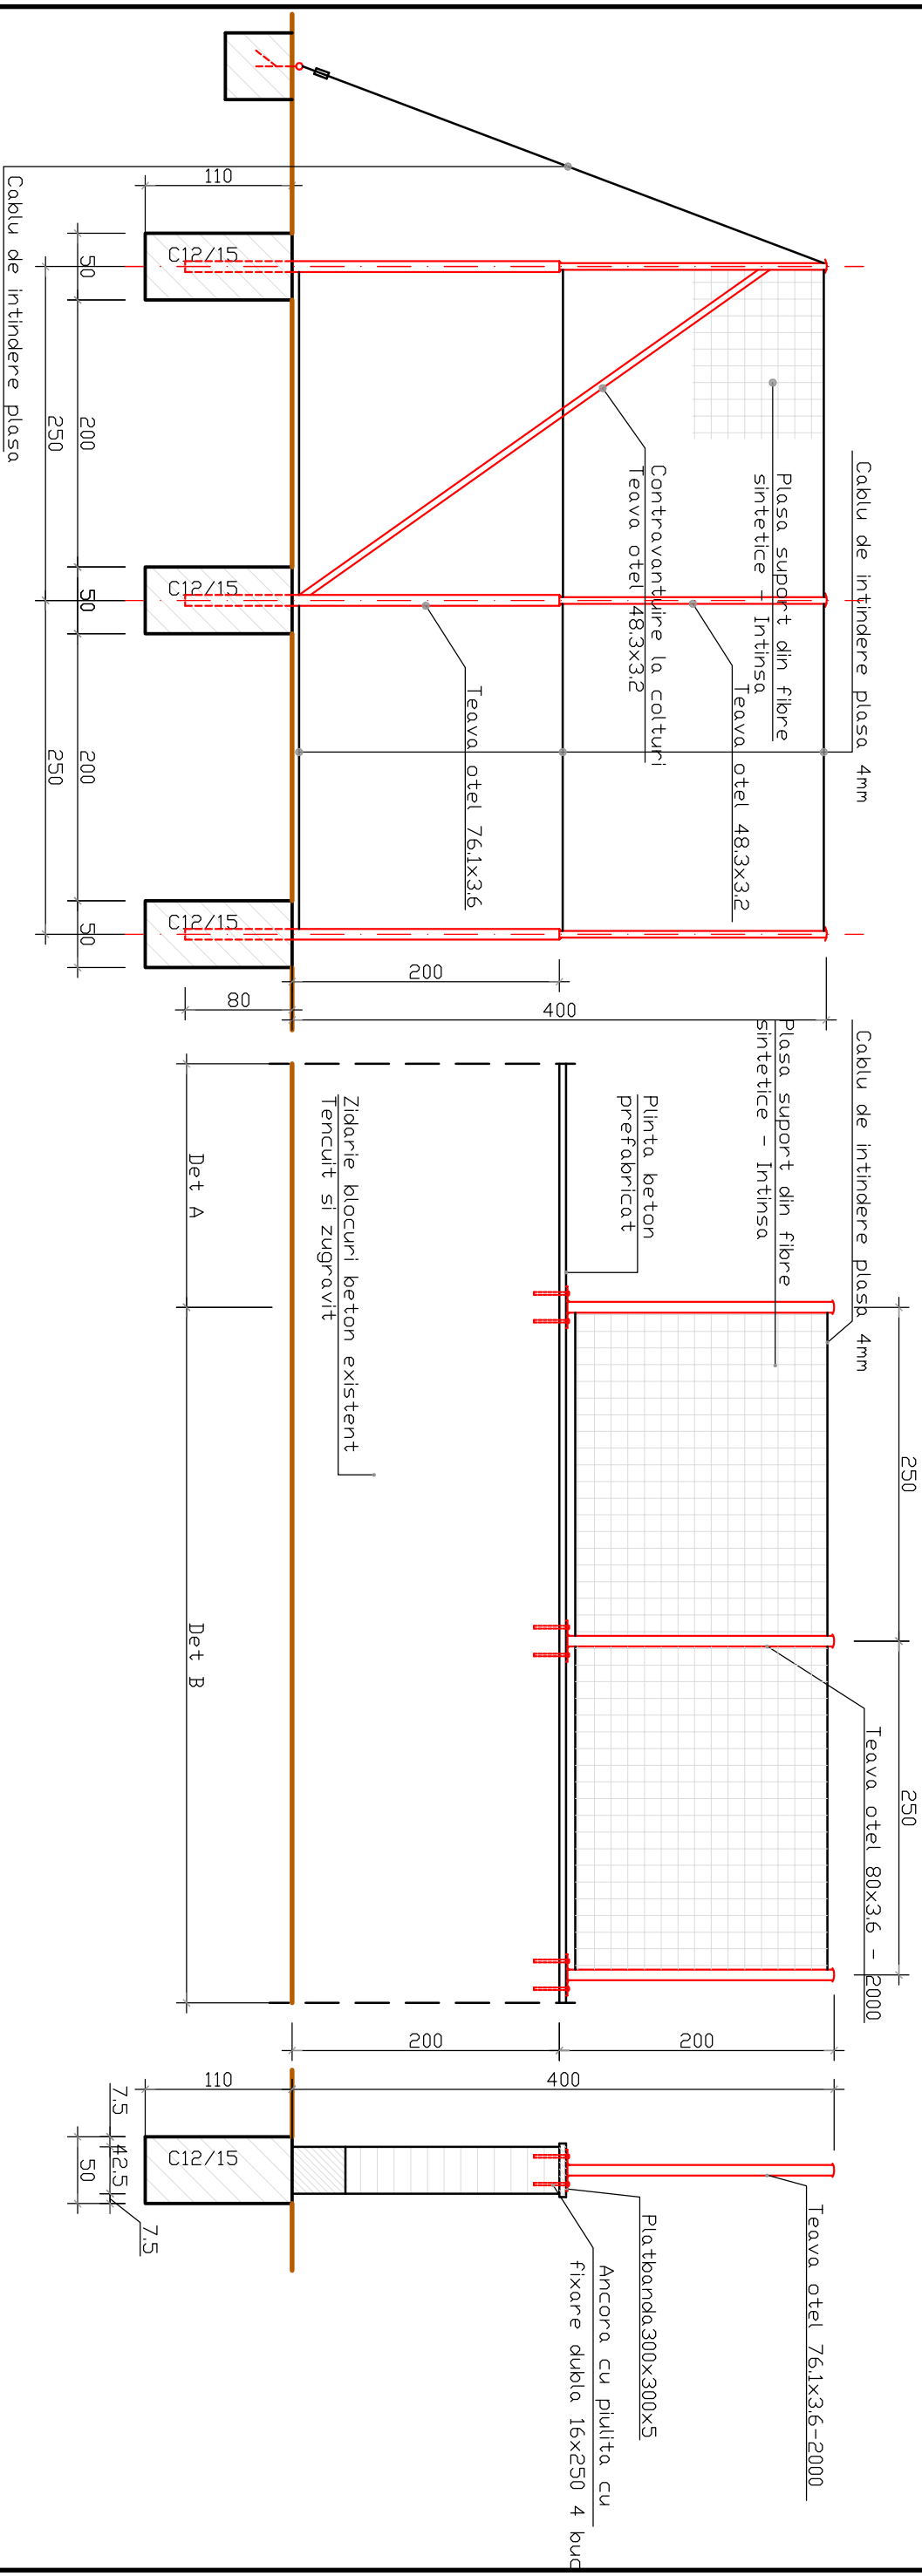 Cablu de intindere plasa 4mm
Plasa suport din fibre
sintetice - Intinsa
Teava otel 48.3x3.2
Contravantuire la colturi
Teava otel 48.3x3.2
Teava otel 76.1x3.6
C12/15
C12/15
C12/15
110
50
200
50
200
50
250
250
200
80
400
Cablu de intindere plasa
Cablu de intindere plasa 4mm
Plasa suport din fibre
sintetice - Intinsa
250
250
Teava otel 80x3.6 - 2000
Plinta beton
prefabricat
Zidarie blocuri beton existent
Tencuit si zugravit
Det A
Det B
200
200
400
110
Teava otel 76.1x3.6-2000
Platbanda300x300x5
Ancora cu piulita cu
fixare dubla 16x250 4 buc
C12/15
7.5
42.5
7.5
50